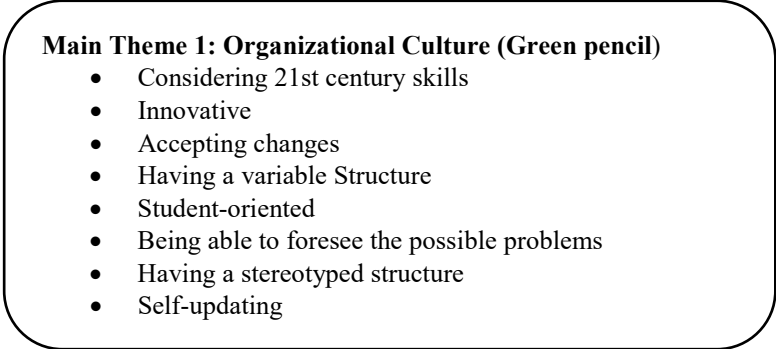 Main Theme 1: Organizational Culture (Green pencil)
• Considering 21st century skills
• Innovative
• Accepting changes
• Having a variable Structure
• Student-oriented
• Being able to foresee the possible problems
• Having a stereotyped structure
• Self-updating